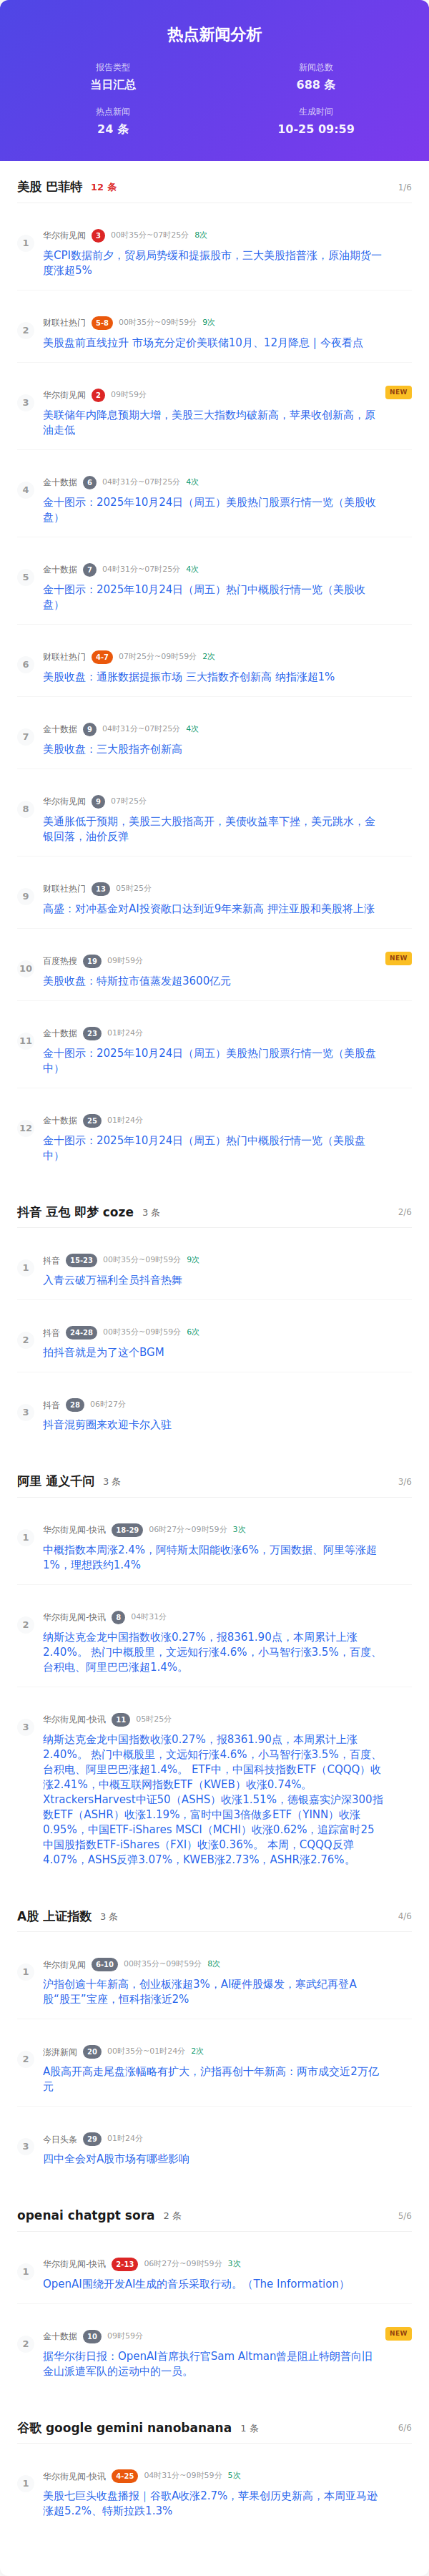 热点新闻分析
报告类型
当日汇总
新闻总数
688 条
热点新闻
24 条
生成时间
10-25 09:59
美股 巴菲特 12 条 1/6
1
华尔街见闻 3 00时35分~07时25分 8次
美CPI数据前夕，贸易局势缓和提振股市，三大美股指普涨，原油期货一
度涨超5%
2
财联社热门 5-8 00时35分~09时59分 9次
美股盘前直线拉升 市场充分定价美联储10月、12月降息 | 今夜看点
3
华尔街见闻 2 09时59分 NEW
美联储年内降息预期大增，美股三大指数均破新高，苹果收创新高，原
油走低
4
金十数据 6 04时31分~07时25分 4次
金十图示：2025年10月24日（周五）美股热门股票行情一览（美股收
盘）
5
金十数据 7 04时31分~07时25分 4次
金十图示：2025年10月24日（周五）热门中概股行情一览（美股收
盘）
6
财联社热门 4-7 07时25分~09时59分 2次
美股收盘：通胀数据提振市场 三大指数齐创新高 纳指涨超1%
7
金十数据 9 04时31分~07时25分 4次
美股收盘：三大股指齐创新高
8
华尔街见闻 9 07时25分
美通胀低于预期，美股三大股指高开，美债收益率下挫，美元跳水，金
银回落，油价反弹
9
财联社热门 13 05时25分
高盛：对冲基金对AI投资敞口达到近9年来新高 押注亚股和美股将上涨
10
百度热搜 19 09时59分 NEW
美股收盘：特斯拉市值蒸发超3600亿元
11
金十数据 23 01时24分
金十图示：2025年10月24日（周五）美股热门股票行情一览（美股盘
中）
12
金十数据 25 01时24分
金十图示：2025年10月24日（周五）热门中概股行情一览（美股盘
中）
抖音 豆包 即梦 coze 3 条 2/6
1
抖音 15-23 00时35分~09时59分 9次
入青云破万福利全员抖音热舞
2
抖音 24-28 00时35分~09时59分 6次
拍抖音就是为了这个BGM
3
抖音 28 06时27分
抖音混剪圈来欢迎卡尔入驻
阿里 通义千问 3 条 3/6
1
华尔街见闻-快讯 18-29 06时27分~09时59分 3次
中概指数本周涨2.4%，阿特斯太阳能收涨6%，万国数据、阿里等涨超
1%，理想跌约1.4%
2
华尔街见闻-快讯 8 04时31分
纳斯达克金龙中国指数收涨0.27%，报8361.90点，本周累计上涨
2.40%。 热门中概股里，文远知行涨4.6%，小马智行涨3.5%，百度、
台积电、阿里巴巴涨超1.4%。
3
华尔街见闻-快讯 11 05时25分
纳斯达克金龙中国指数收涨0.27%，报8361.90点，本周累计上涨
2.40%。 热门中概股里，文远知行涨4.6%，小马智行涨3.5%，百度、
台积电、阿里巴巴涨超1.4%。 ETF中，中国科技指数ETF（CQQQ）收
涨2.41%，中概互联网指数ETF（KWEB）收涨0.74%。
XtrackersHarvest中证50（ASHS）收涨1.51%，德银嘉实沪深300指
数ETF（ASHR）收涨1.19%，富时中国3倍做多ETF（YINN）收涨
0.95%，中国ETF-iShares MSCI（MCHI）收涨0.62%，追踪富时25
中国股指数ETF-iShares（FXI）收涨0.36%。 本周，CQQQ反弹
4.07%，ASHS反弹3.07%，KWEB涨2.73%，ASHR涨2.76%。
A股 上证指数 3 条 4/6
1
华尔街见闻 6-10 00时35分~09时59分 8次
沪指创逾十年新高，创业板涨超3%，AI硬件股爆发，寒武纪再登A
股“股王”宝座，恒科指涨近2%
2
澎湃新闻 20 00时35分~01时24分 2次
A股高开高走尾盘涨幅略有扩大，沪指再创十年新高：两市成交近2万亿
元
3
今日头条 29 01时24分
四中全会对A股市场有哪些影响
openai chatgpt sora 2 条 5/6
1
华尔街见闻-快讯 2-13 06时27分~09时59分 3次
OpenAI围绕开发AI生成的音乐采取行动。（The Information）
2
金十数据 10 09时59分 NEW
据华尔街日报：OpenAI首席执行官Sam Altman曾是阻止特朗普向旧
金山派遣军队的运动中的一员。
谷歌 google gemini nanobanana 1 条 6/6
1
华尔街见闻-快讯 4-25 04时31分~09时59分 5次
美股七巨头收盘播报｜谷歌A收涨2.7%，苹果创历史新高，本周亚马逊
涨超5.2%、特斯拉跌1.3%